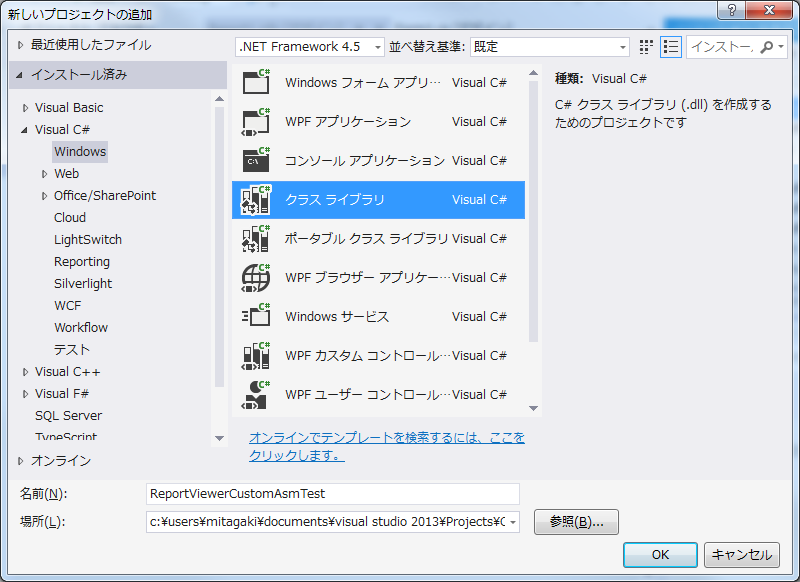 新しいプロジェクトの追加
最近使用したファイル
.NET Framework 4.5
並べ替え基準:
既定
インストー
インストール済み
Visual Basic
Visual C#
Windows
Web
Office/SharePoint
Cloud
LightSwitch
Reporting
Silverlight
WCF
Workflow
テスト
Visual C++
Visual F#
SQL Server
TypeScript
オンライン
Windows フォーム アプリ… Visual C#
WPF アプリケーション Visual C#
コンソール アプリケーション Visual C#
クラス ライブラリ Visual C#
ポータブル クラス ライブラリ Visual C#
WPF ブラウザー アプリケー… Visual C#
Windows サービス Visual C#
WPF カスタム コントロール… Visual C#
WPF ユーザー コントロール… Visual C#
オンラインでテンプレートを検索するには、ここを
クリックします。
種類: Visual C#
C# クラス ライブラリ (.dll) を作成する
ためのプロジェクトです
名前(N):
ReportViewerCustomAsmTest
場所(L):
c:¥users¥mitagaki¥documents¥visual studio 2013¥Projects¥C
参照(B)...
OK
キャンセル